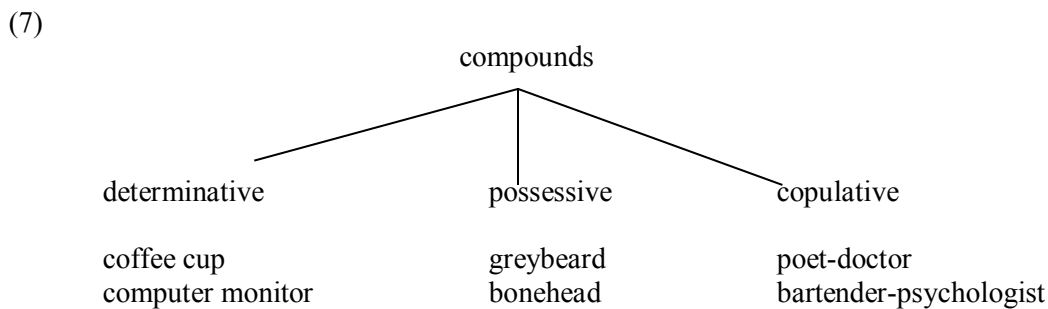 (7)
compounds
determinative possessive copulative
coffee cup greybeard poet-doctor
computer monitor bonehead bartender-psychologist